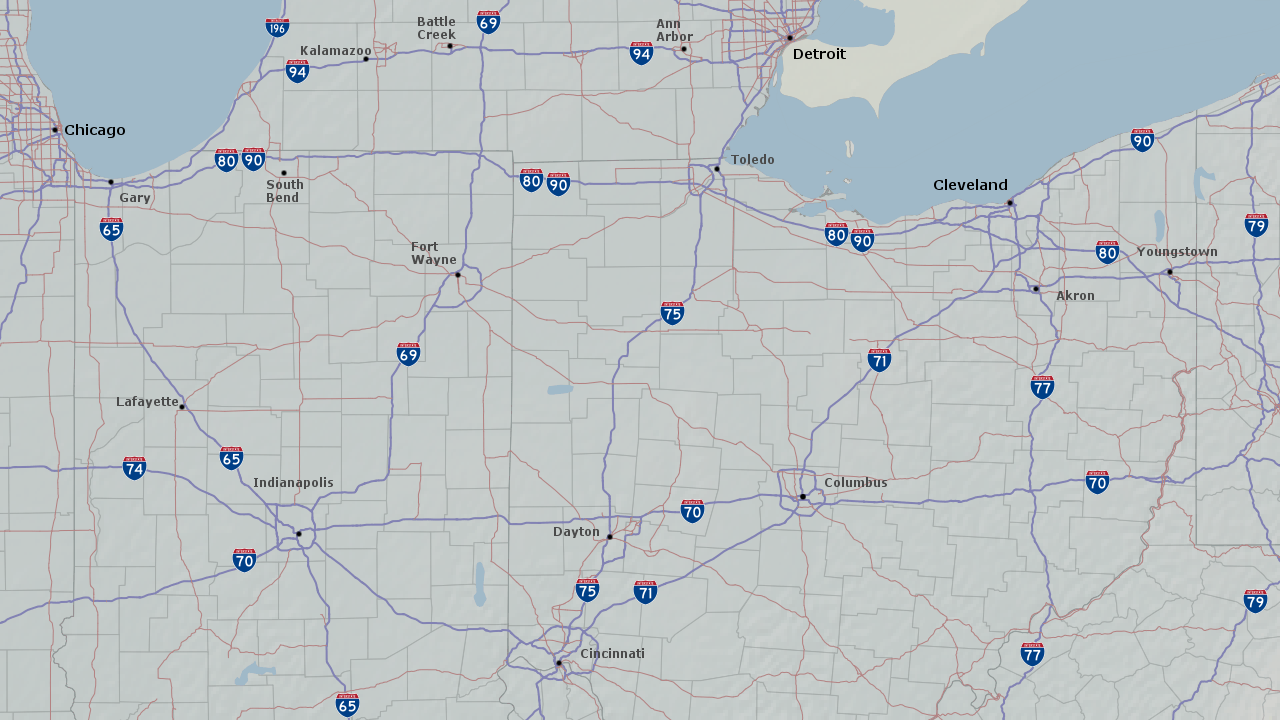 196
Battle
Creek
69
Ann
Arbor
Kalamazoo
94
94
Detroit
Chicago
80
90
South
Bend
Gary
65
80
90
Toledo
Cleveland
90
80
90
80
Youngstown
79
Akron
Fort
Wayne
75
69
71
77
Lafayette
74
65
Indianapolis
70
Columbus
70
70
Dayton
70
75
71
79
Cincinnati
77
65